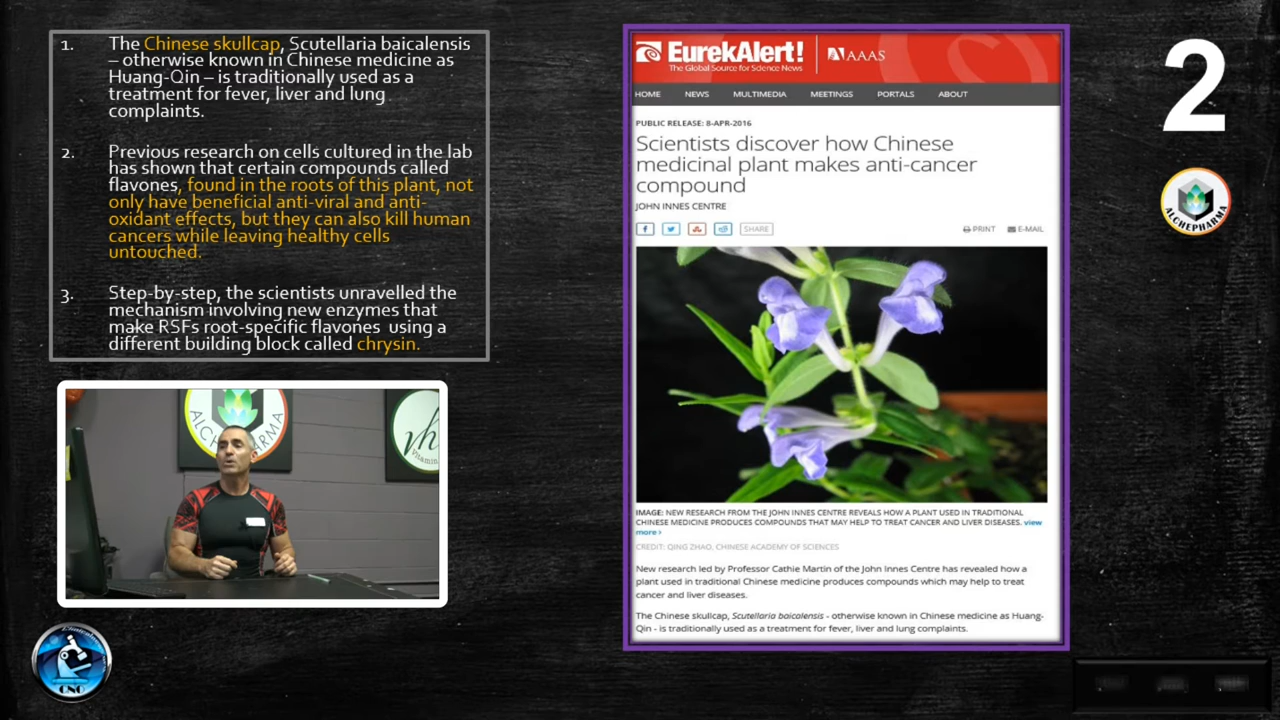 1. The Chinese skullcap, Scutellaria baicalensis
– otherwise known in Chinese medicine as
Huang-Qin – is traditionally used as a
treatment for fever, liver and lung
complaints.
2. Previous research on cells cultured in the lab
has shown that certain compounds called
flavones, found in the roots of this plant, not
only have beneficial anti-viral and anti-
oxidant effects, but they can also kill human
cancers while leaving healthy cells
untouched.
3. Step-by-step, the scientists unravelled the
mechanism involving new enzymes that
make RSFs root-specific flavones using a
different building block called chrysin.
ALCHEPHARMA
vh
Vitamin
CNO
EurekAlert!
The Global Source for Science News
AAAS
HOME NEWS MULTIMEDIA MEETINGS PORTALS ABOUT
PUBLIC RELEASE: 8-APR-2016
Scientists discover how Chinese
medicinal plant makes anti-cancer
compound
JOHN INNES CENTRE
SHARE
PRINT E-MAIL
IMAGE: NEW RESEARCH FROM THE JOHN INNES CENTRE REVEALS HOW A PLANT USED IN TRADITIONAL
CHINESE MEDICINE PRODUCES COMPOUNDS THAT MAY HELP TO TREAT CANCER AND LIVER DISEASES. view
more >
CREDIT: QING ZHAO, CHINESE ACADEMY OF SCIENCES
New research led by Professor Cathie Martin of the John Innes Centre has revealed how a
plant used in traditional Chinese medicine produces compounds which may help to treat
cancer and liver diseases.
The Chinese skullcap, Scutellaria baicalensis - otherwise known in Chinese medicine as Huang-
Qin - is traditionally used as a treatment for fever, liver and lung complaints.
2
ALCHEPHARMA